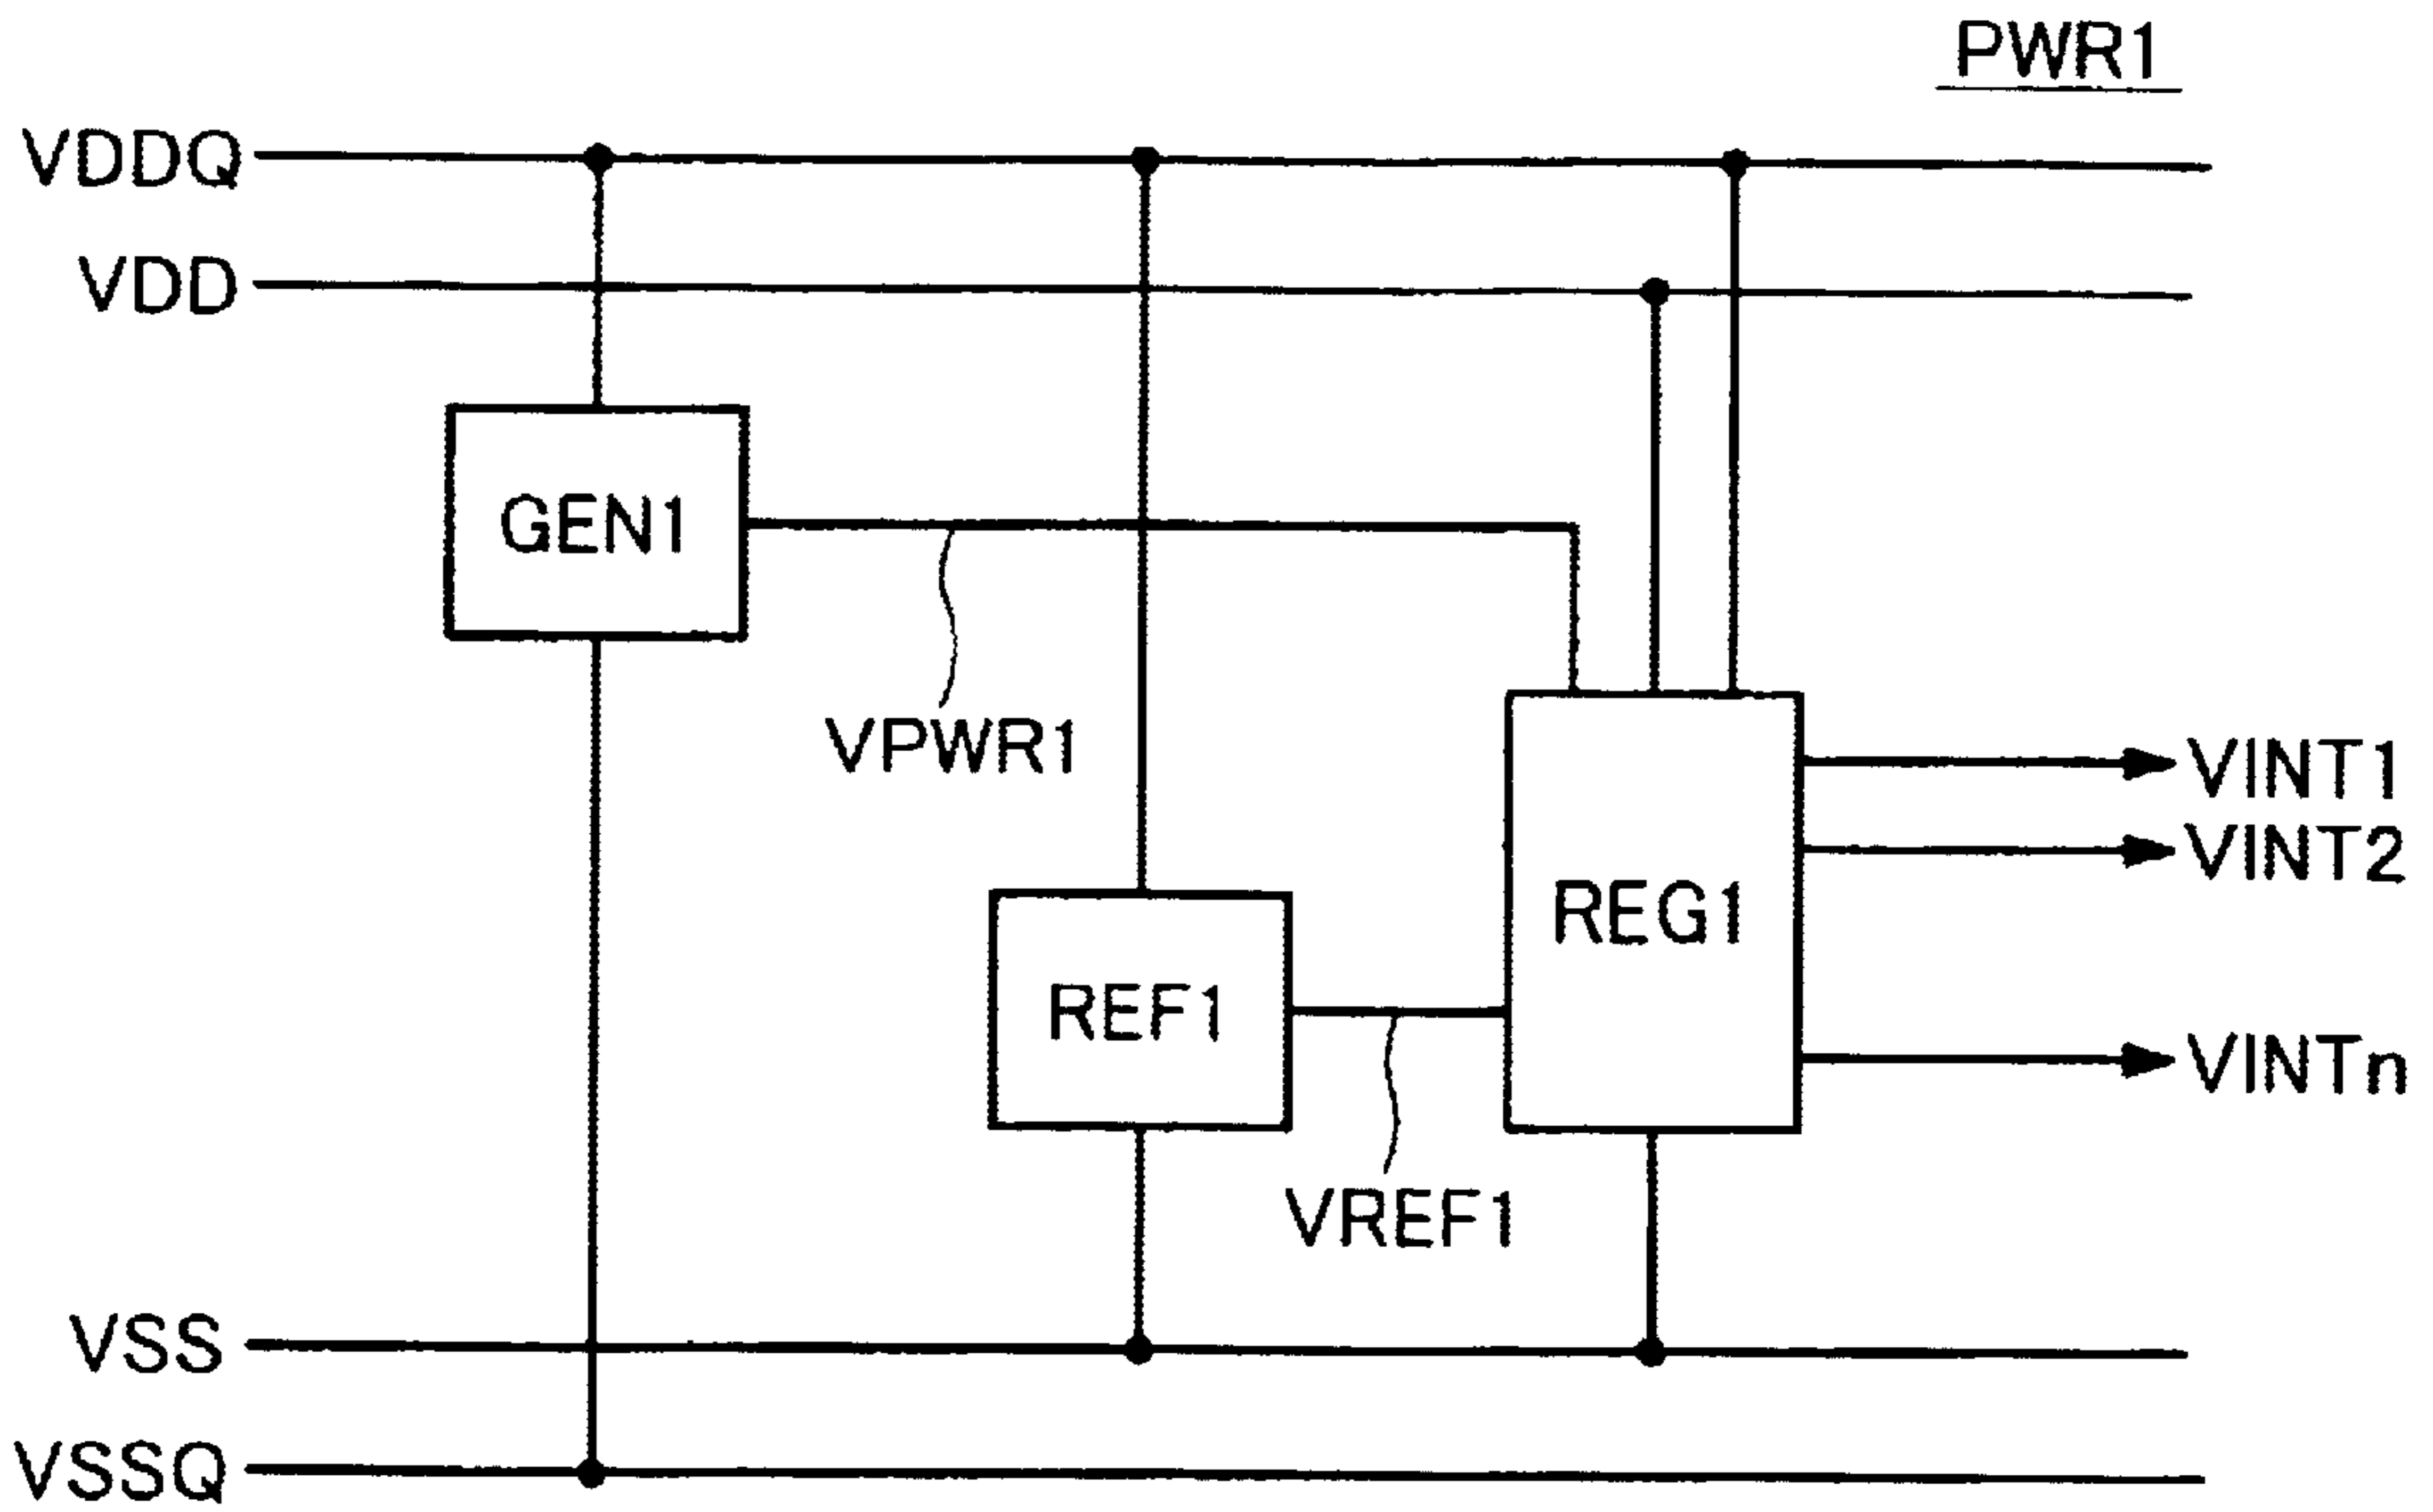 PWR1
VDDQ
VDD
GEN1
VPWR1
VINT1
VINT2
REG1
REF1
VINTn
VREF1
VSS
VSSQ